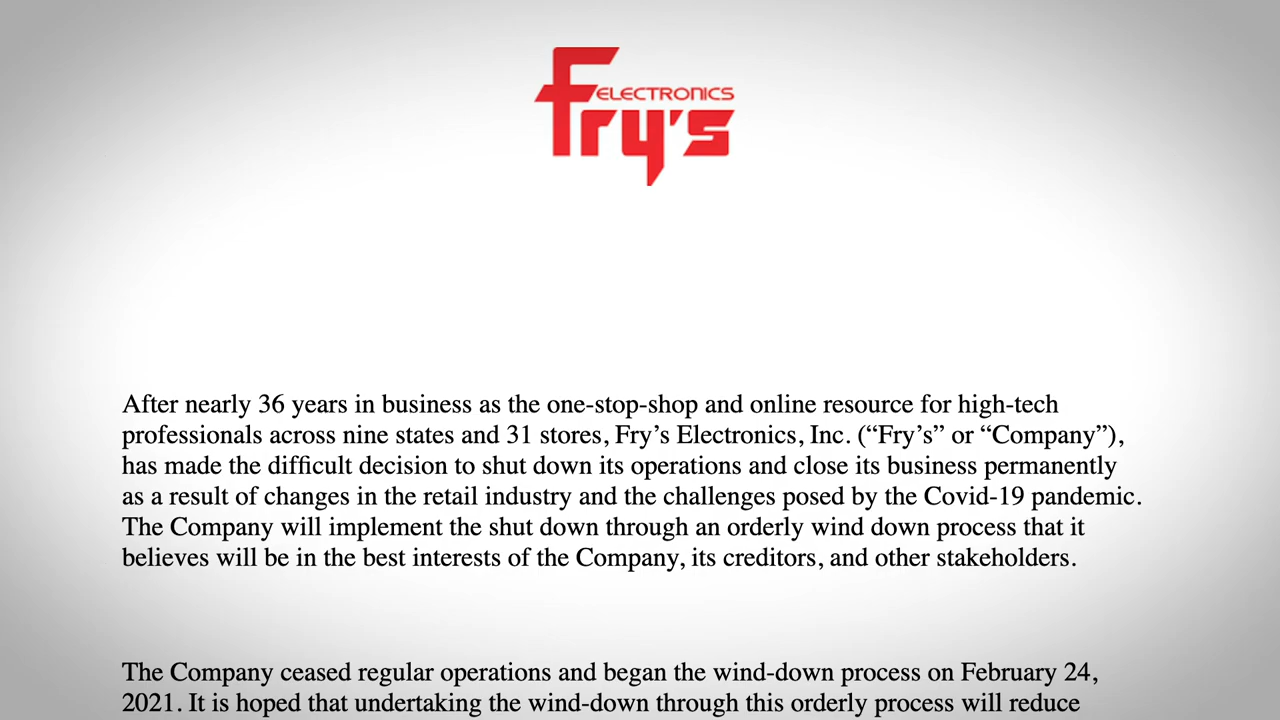 ELECTRONICS
Fry's
After nearly 36 years in business as the one-stop-shop and online resource for high-tech
professionals across nine states and 31 stores, Fry’s Electronics, Inc. (“Fry’s” or “Company”),
has made the difficult decision to shut down its operations and close its business permanently
as a result of changes in the retail industry and the challenges posed by the Covid-19 pandemic.
The Company will implement the shut down through an orderly wind down process that it
believes will be in the best interests of the Company, its creditors, and other stakeholders.
The Company ceased regular operations and began the wind-down process on February 24,
2021. It is hoped that undertaking the wind-down through this orderly process will reduce